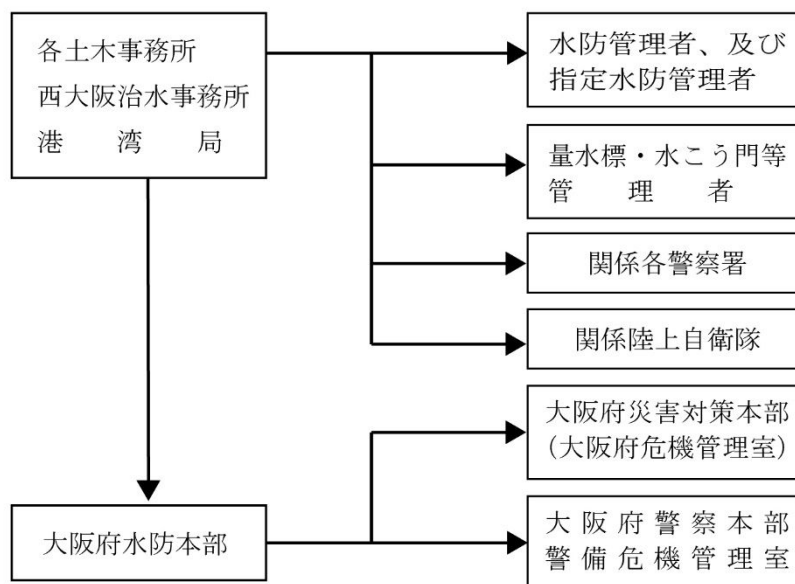 各土木事務所
西大阪治水事務所
港湾局
水防管理者、及び
指定水防管理者
量水標・水こう門等
管理者
関係各警察署
関係陸上自衛隊
大阪府災害対策本部
(大阪府危機管理室)
大阪府水防本部
大阪府警察本部
警備危機管理室